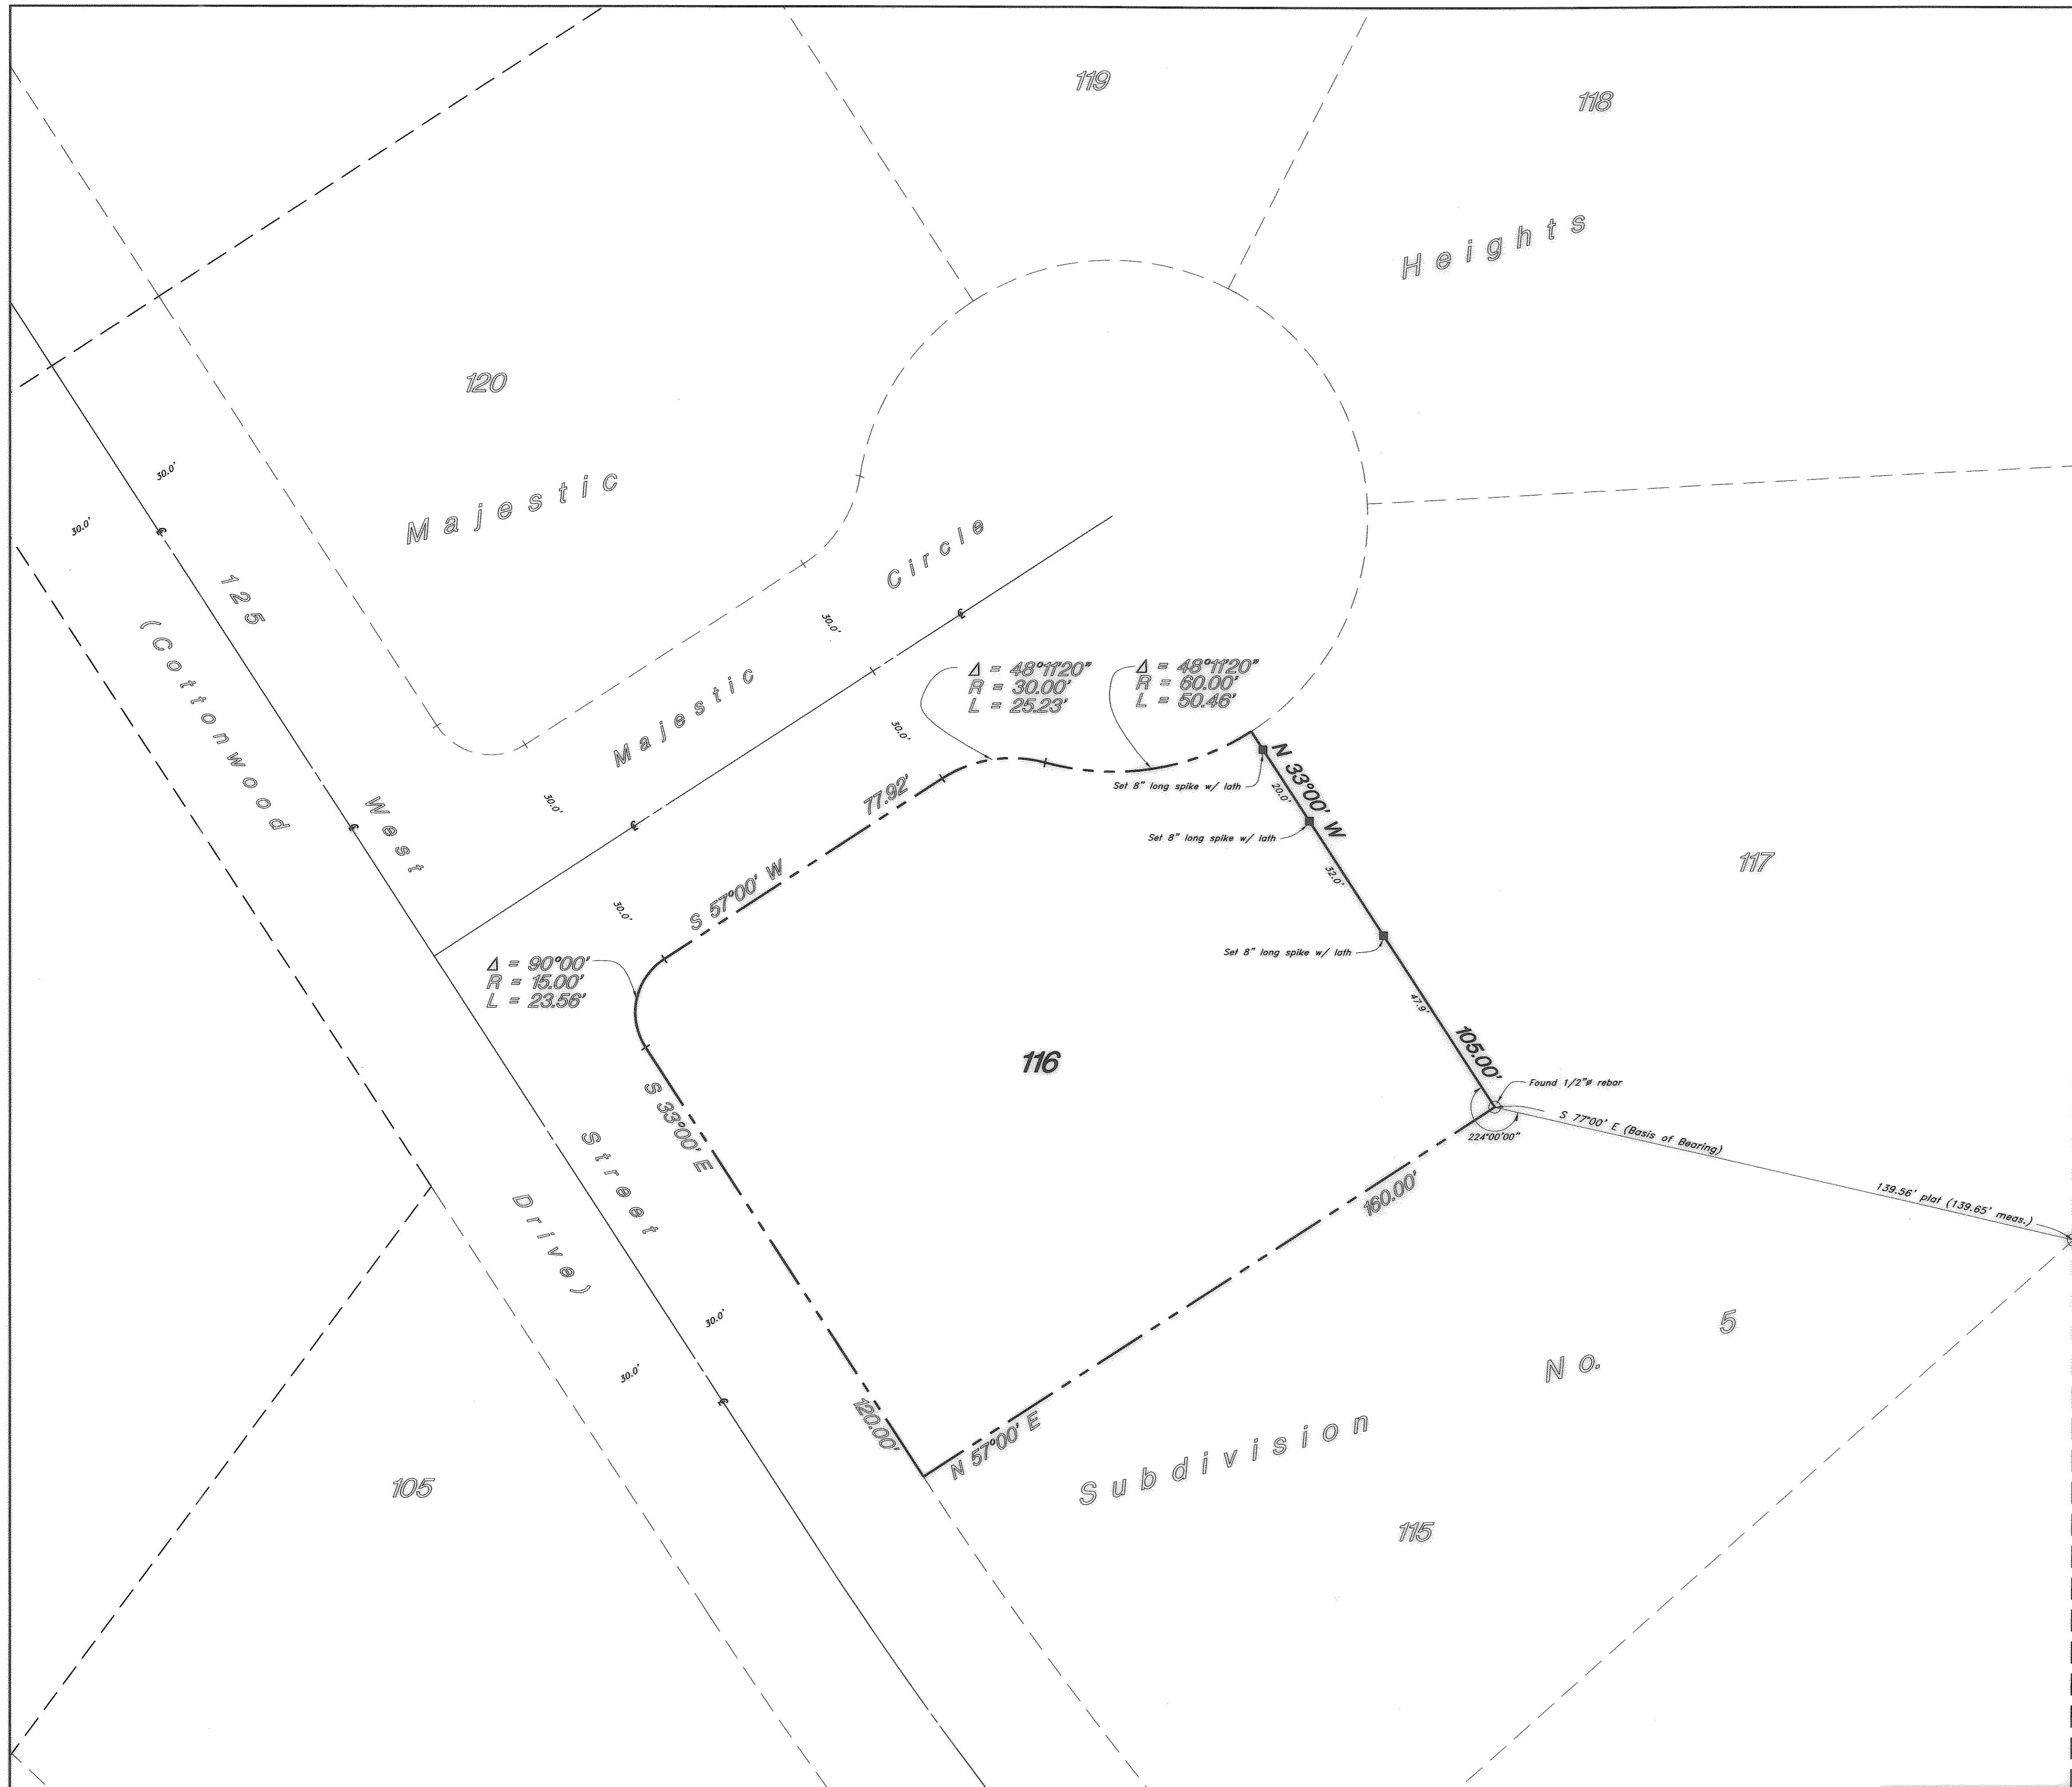 119
118
Heights
120
Majestic
30.0'
30.0'
125 West Street
(Cottonwood Drive)
Majestic Circle
30.0'
30.0'
30.0'
30.0'
Δ = 48°11'20"
R = 30.00'
L = 25.23'
Δ = 48°11'20"
R = 60.00'
L = 50.46'
N 33°00' W
105.00'
Set 8" long spike w/ lath
20.0'
Set 8" long spike w/ lath
32.0'
Set 8" long spike w/ lath
47.9'
117
S 57°00' W
77.92'
Δ = 90°00'
R = 15.00'
L = 23.56'
116
S 33°00' E
120.00'
Found 1/2"ø rebar
224°00'00"
S 77°00' E (Basis of Bearing)
139.56' plat (139.65' meas.)
N 57°00' E
160.00'
30.0'
30.0'
Subdivision No. 5
105
115